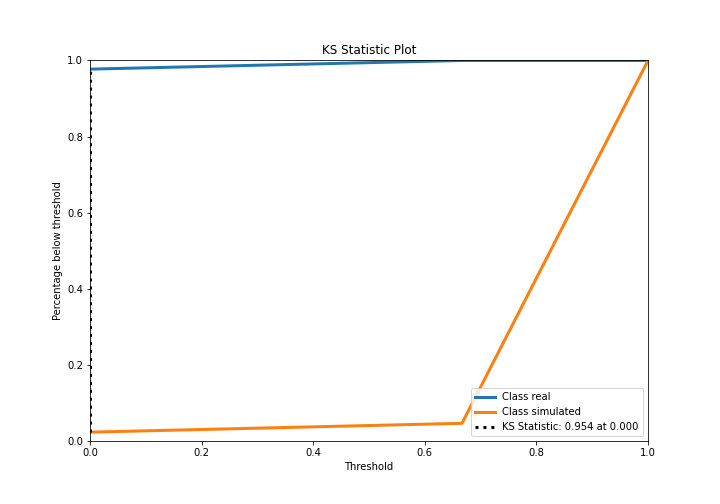 KS Statistic Plot
1.0
0.8
0.6
0.4
0.2
0.0
Percentage below threshold
0.0 0.2 0.4 0.6 0.8 1.0
Threshold
Class real
Class simulated
KS Statistic: 0.954 at 0.000